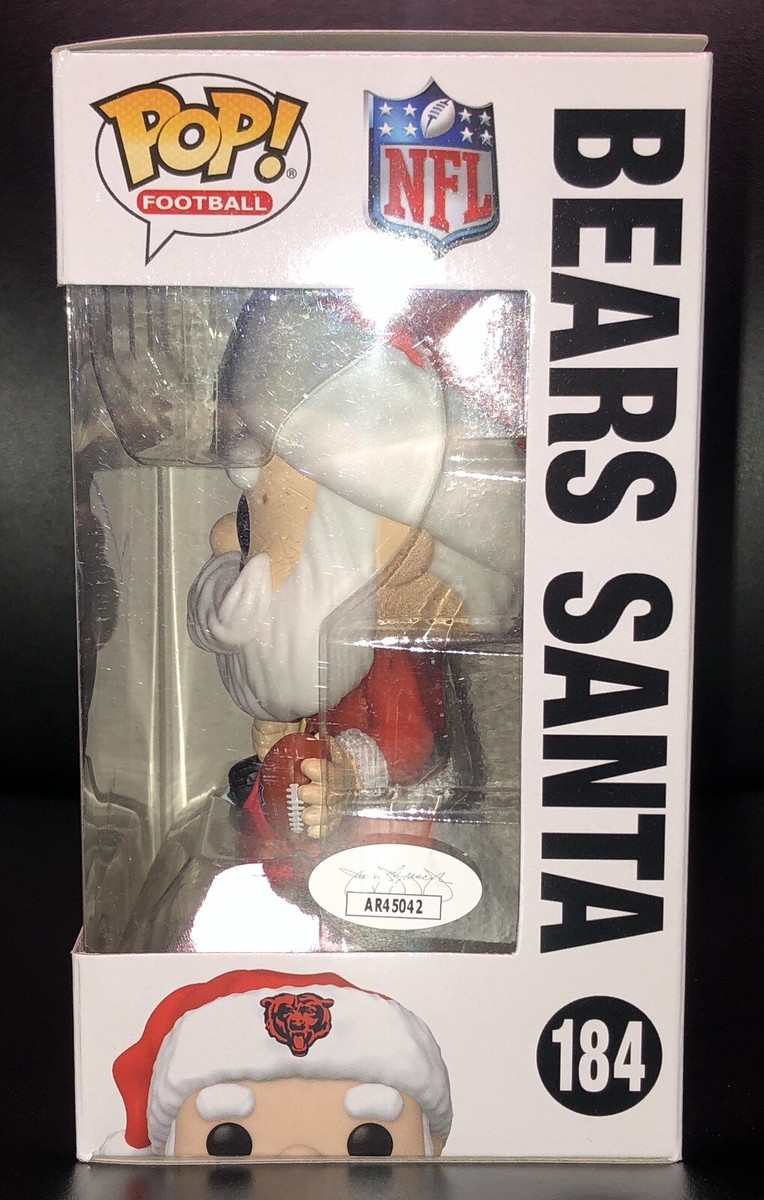 POP!®
FOOTBALL
NFL
BEARS SANTA
AR45042
184